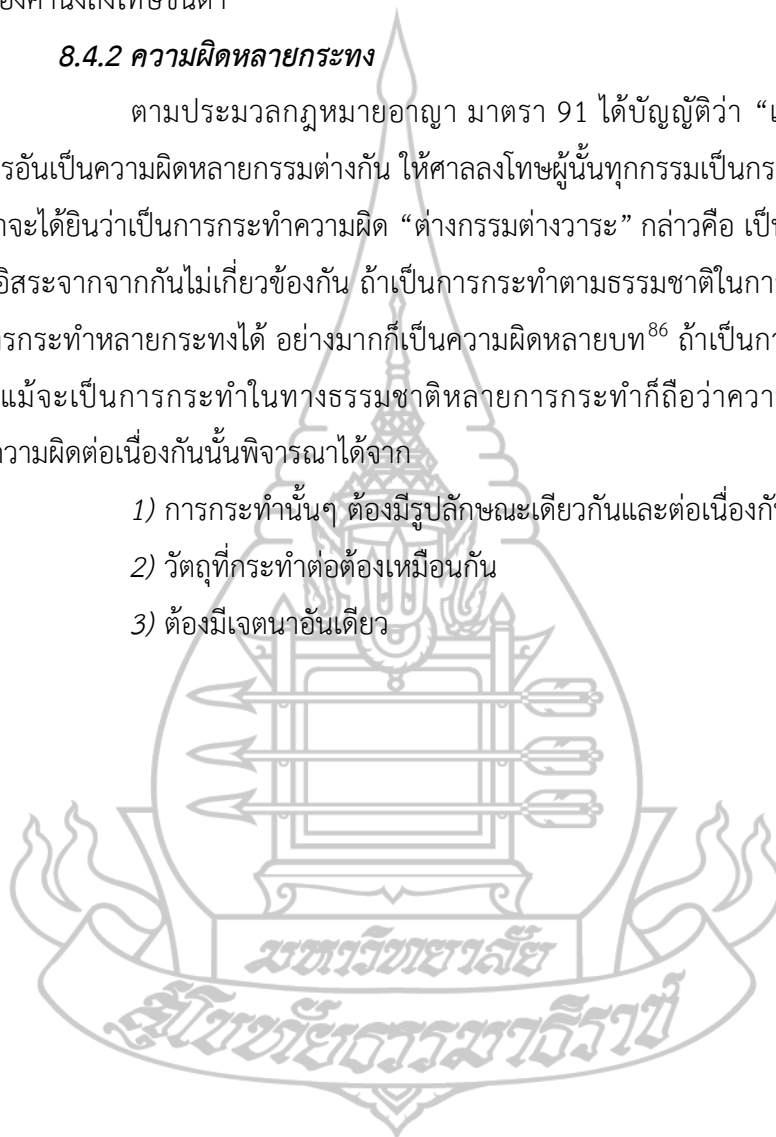 8.4.2 ความผิดหลายกระทง
ตามประมวลกฎหมายอาญา มาตรา 91 ได้บัญญัติว่า “เ
รอันเป็นความผิดหลายกรรมต่างกัน ให้ศาลลงโทษผู้นั้นทุกกรรมเป็นกร
าจะได้ยินว่าเป็นการกระทำความผิด “ต่างกรรมต่างวาระ” กล่าวคือ เป็น
อิสระจากจากกันไม่เกี่ยวข้องกัน ถ้าเป็นการกระทำตามธรรมชาติในกา
รกระทำหลายกระทงได้ อย่างมากก็เป็นความผิดหลายบท86 ถ้าเป็นกา
แม้จะเป็นการกระทำในทางธรรมชาติหลายการกระทำก็ถือว่าควา
ความผิดต่อเนื่องกันนั้นพิจารณาได้จาก
1) การกระทำนั้นๆ ต้องมีรูปลักษณะเดียวกันและต่อเนื่องกั
2) วัตถุที่กระทำต่อต้องเหมือนกัน
3) ต้องมีเจตนาอันเดียว
มหาวิทยาลัย
สุโขทัยธรรมาธิราช